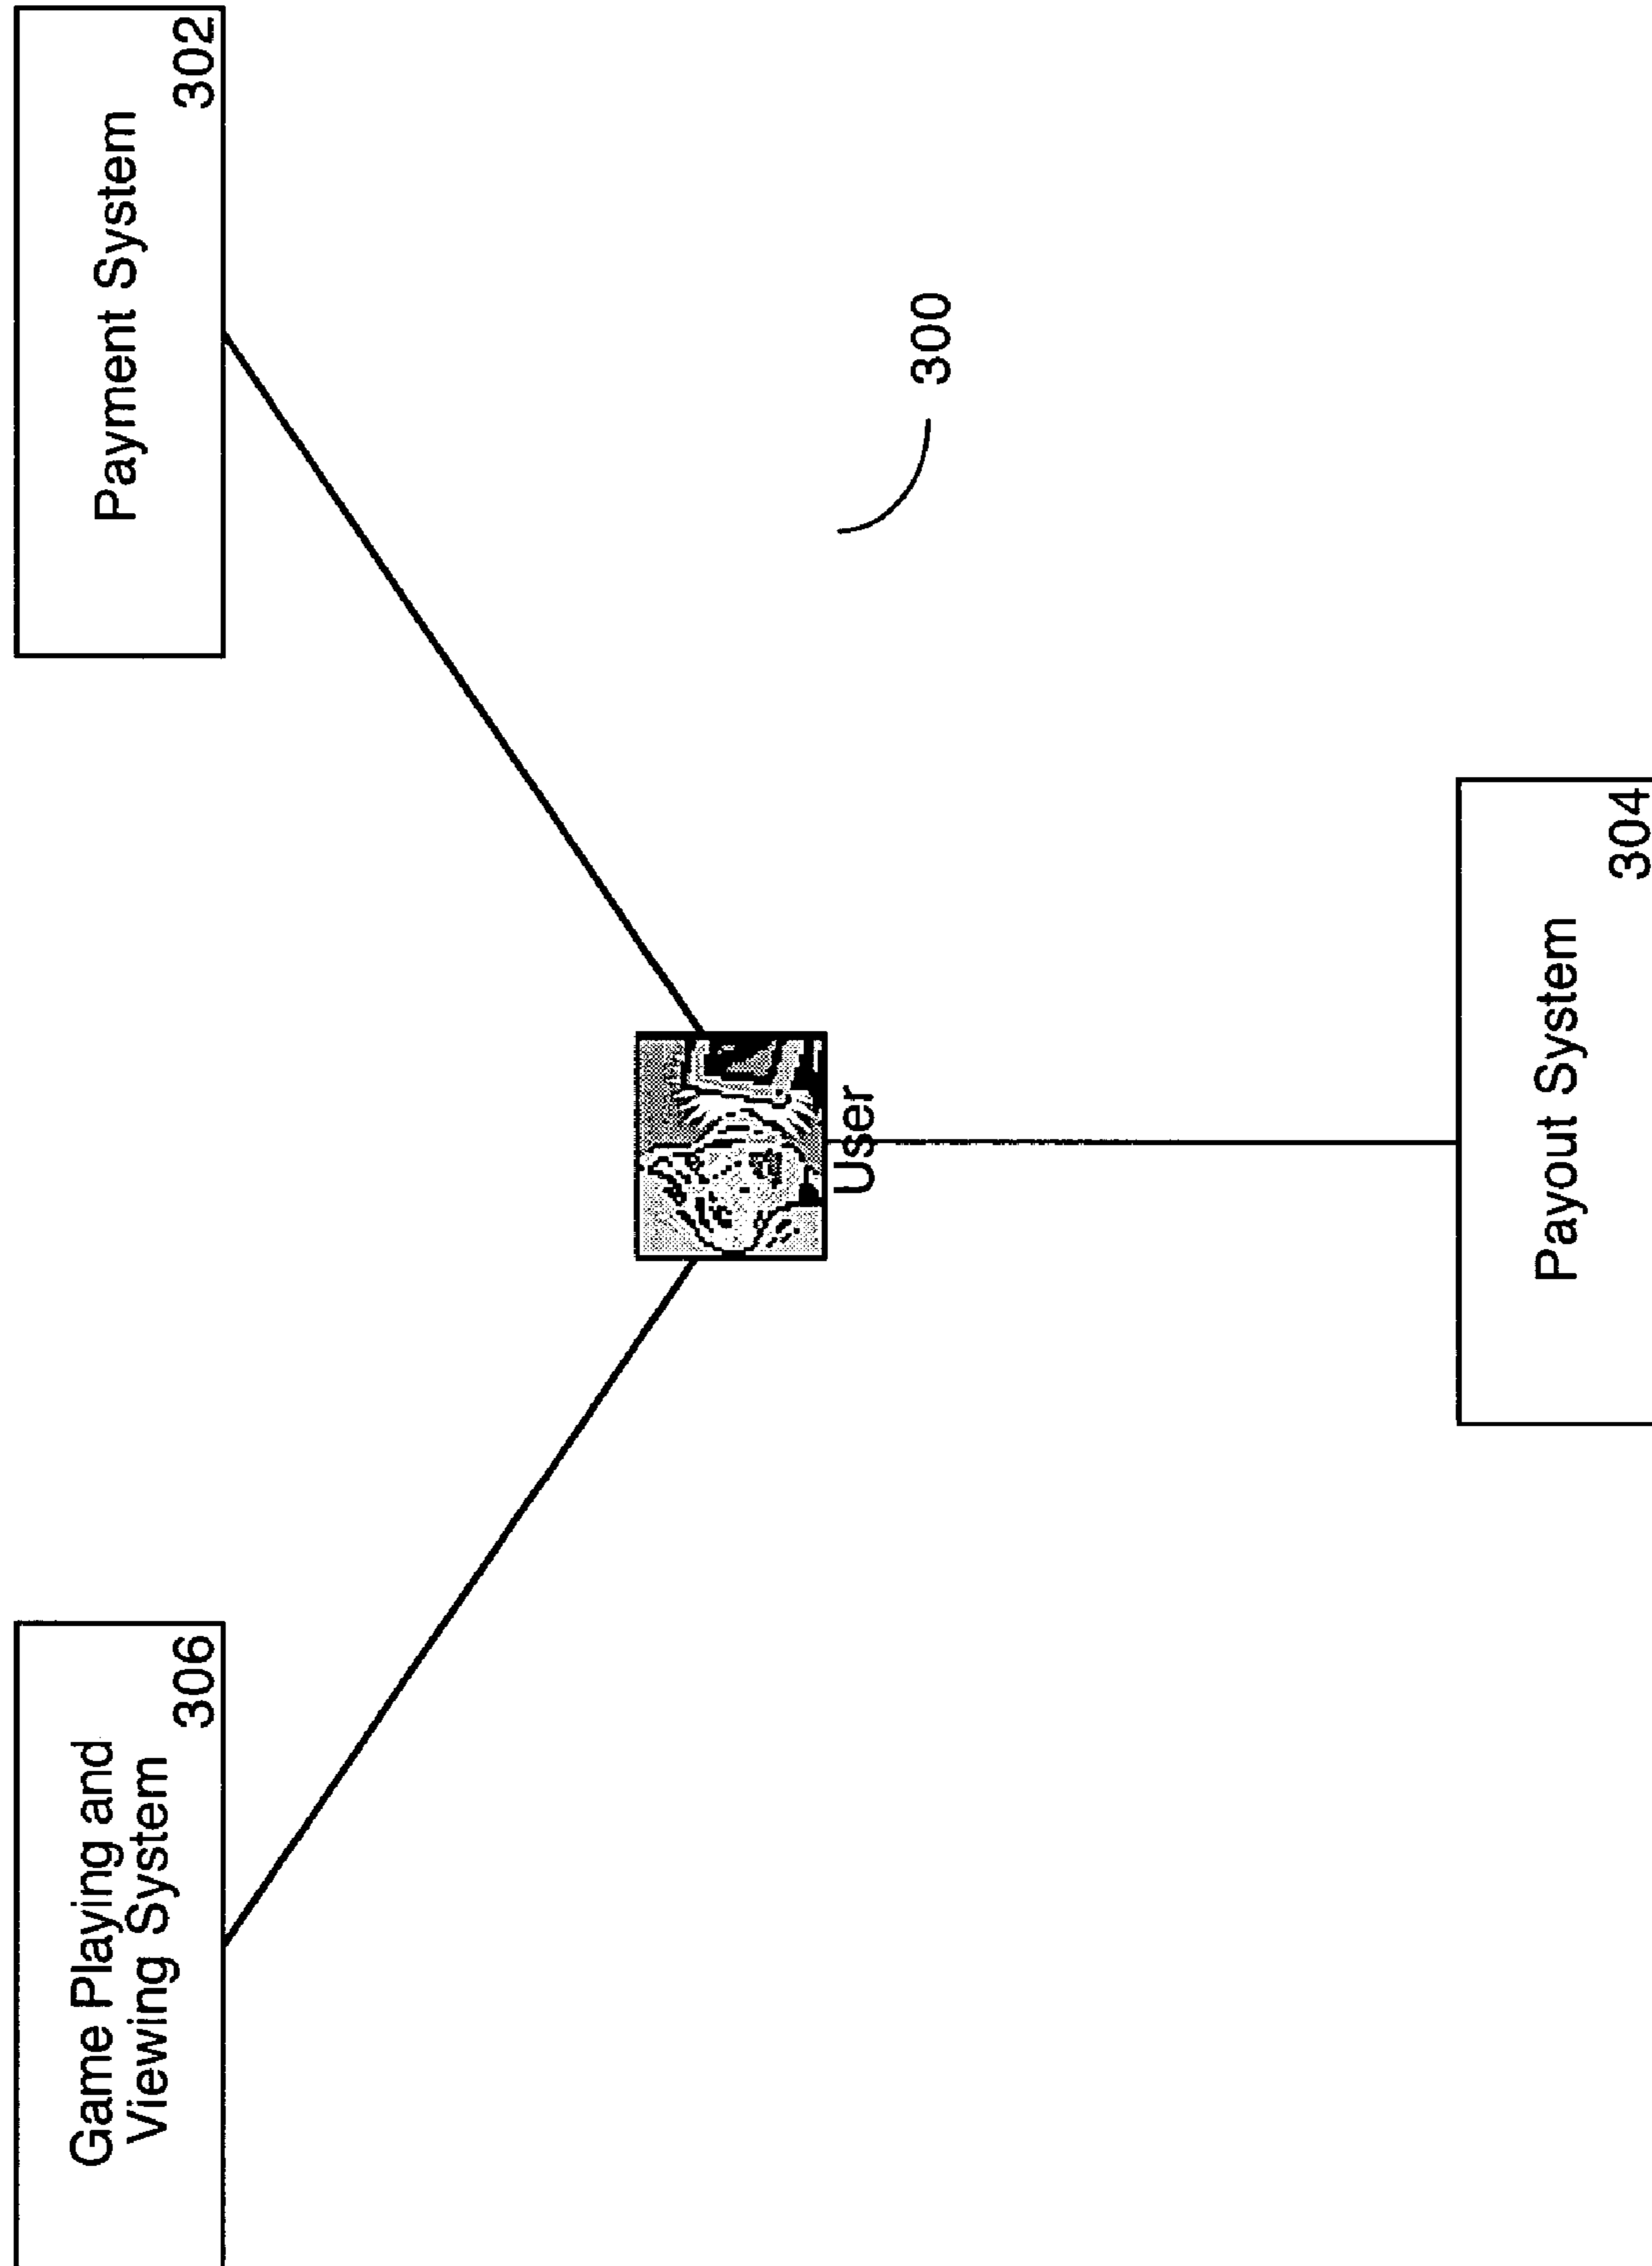 Game Playing and
Viewing System
306
Payment System
302
User
300
Payout System
304